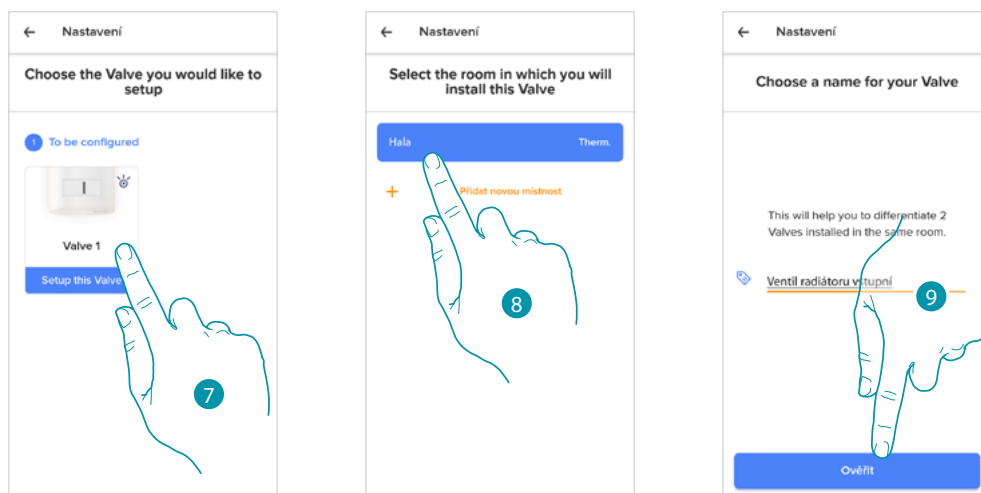 ← Nastavení
Choose the Valve you would like to
setup
1 To be configured
Valve 1
Setup this Valve
7
← Nastavení
Select the room in which you will
install this Valve
Hala Therm.
+ Přidat novou místnost
8
← Nastavení
Choose a name for your Valve
This will help you to differentiate 2
Valves installed in the same room.
Ventil radiátoru vstupní
9
Ověřit